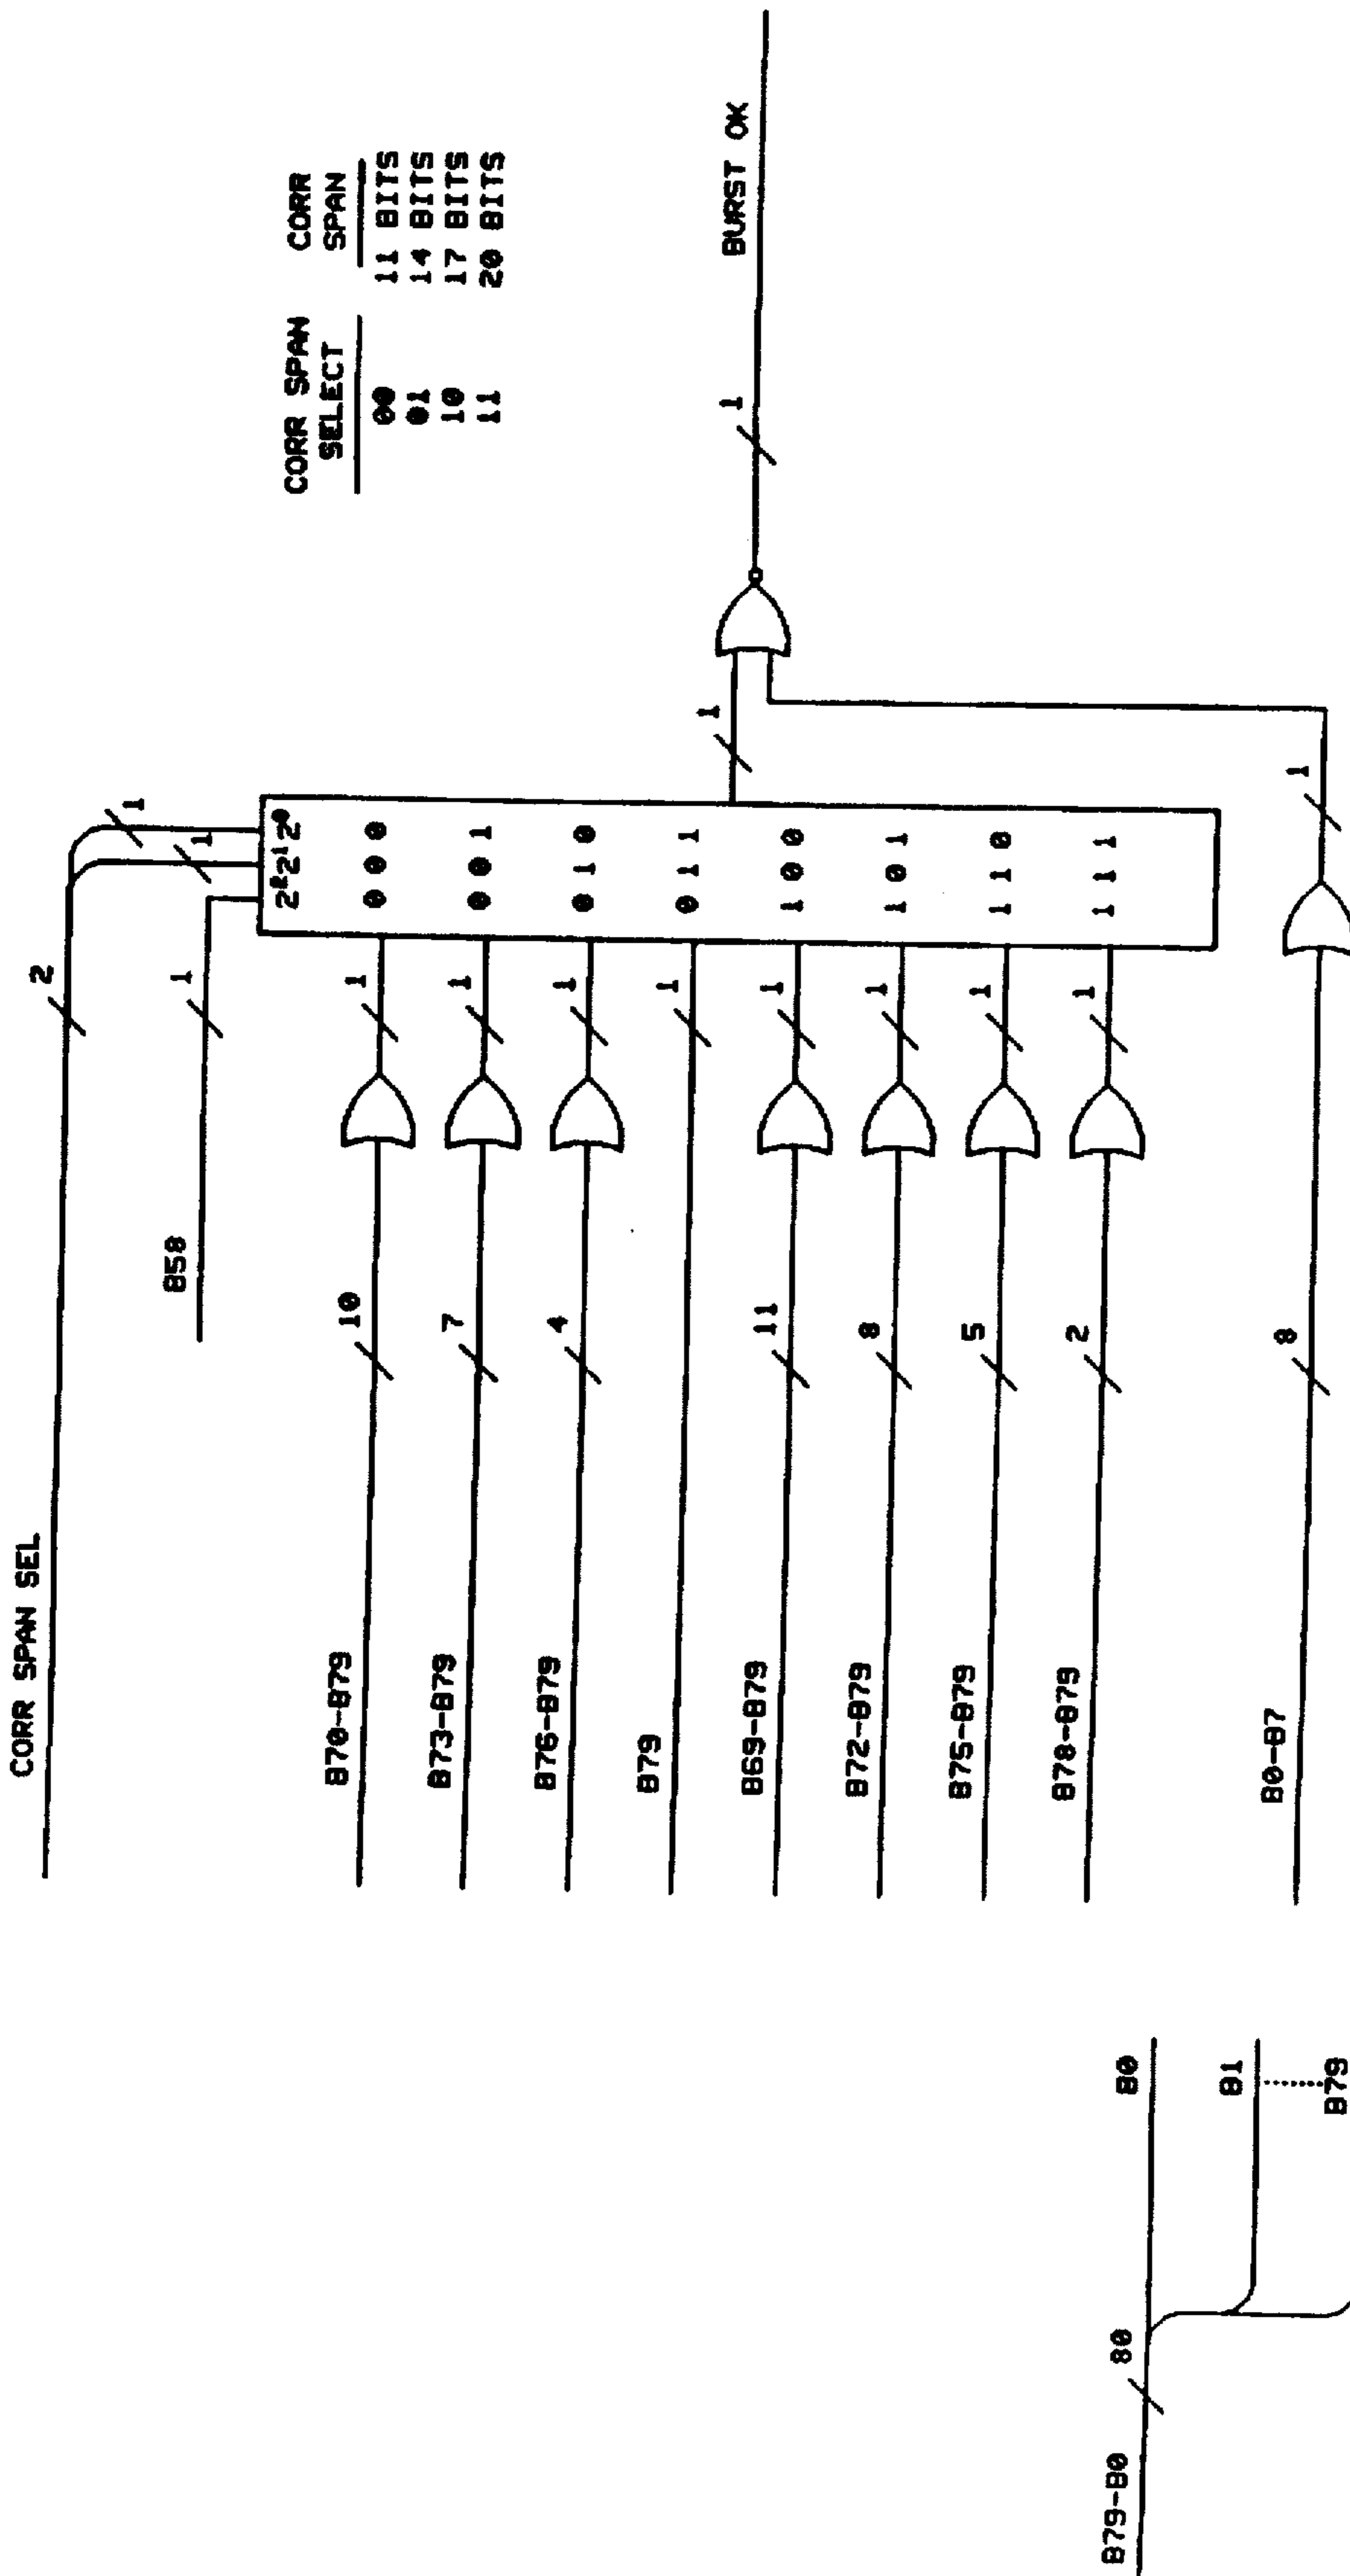 CORR SPAN SEL
2
1
1
B58
1
2² 2¹ 2⁰
CORR SPAN SELECT
CORR SPAN
00 11 BITS
01 14 BITS
10 17 BITS
11 20 BITS
B70-B79 10 1 0 0 0
B73-B79 7 1 0 0 1
B76-B79 4 1 0 1 0
B79 1 0 1 1
B69-B79 11 1 1 0 0
B72-B79 8 1 1 0 1
B75-B79 5 1 1 1 0
B78-B79 2 1 1 1 1
1
1 BURST OK
B0-B7 8 1
B79-B0 80
B0
B1
B79